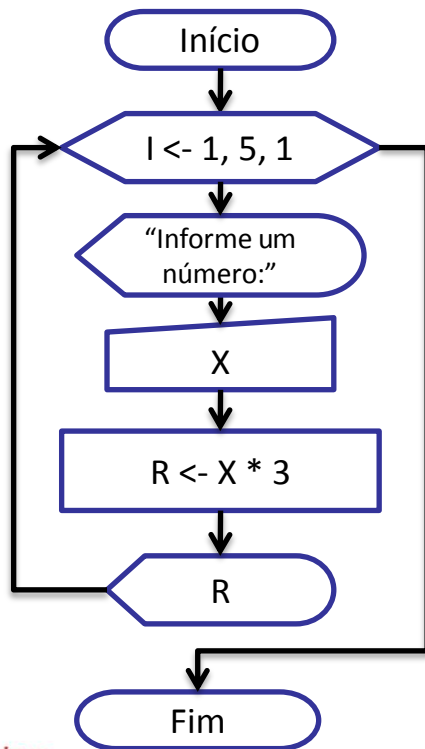 Início
I <- 1, 5, 1
“Informe um
número:”
X
R <- X * 3
R
Fim